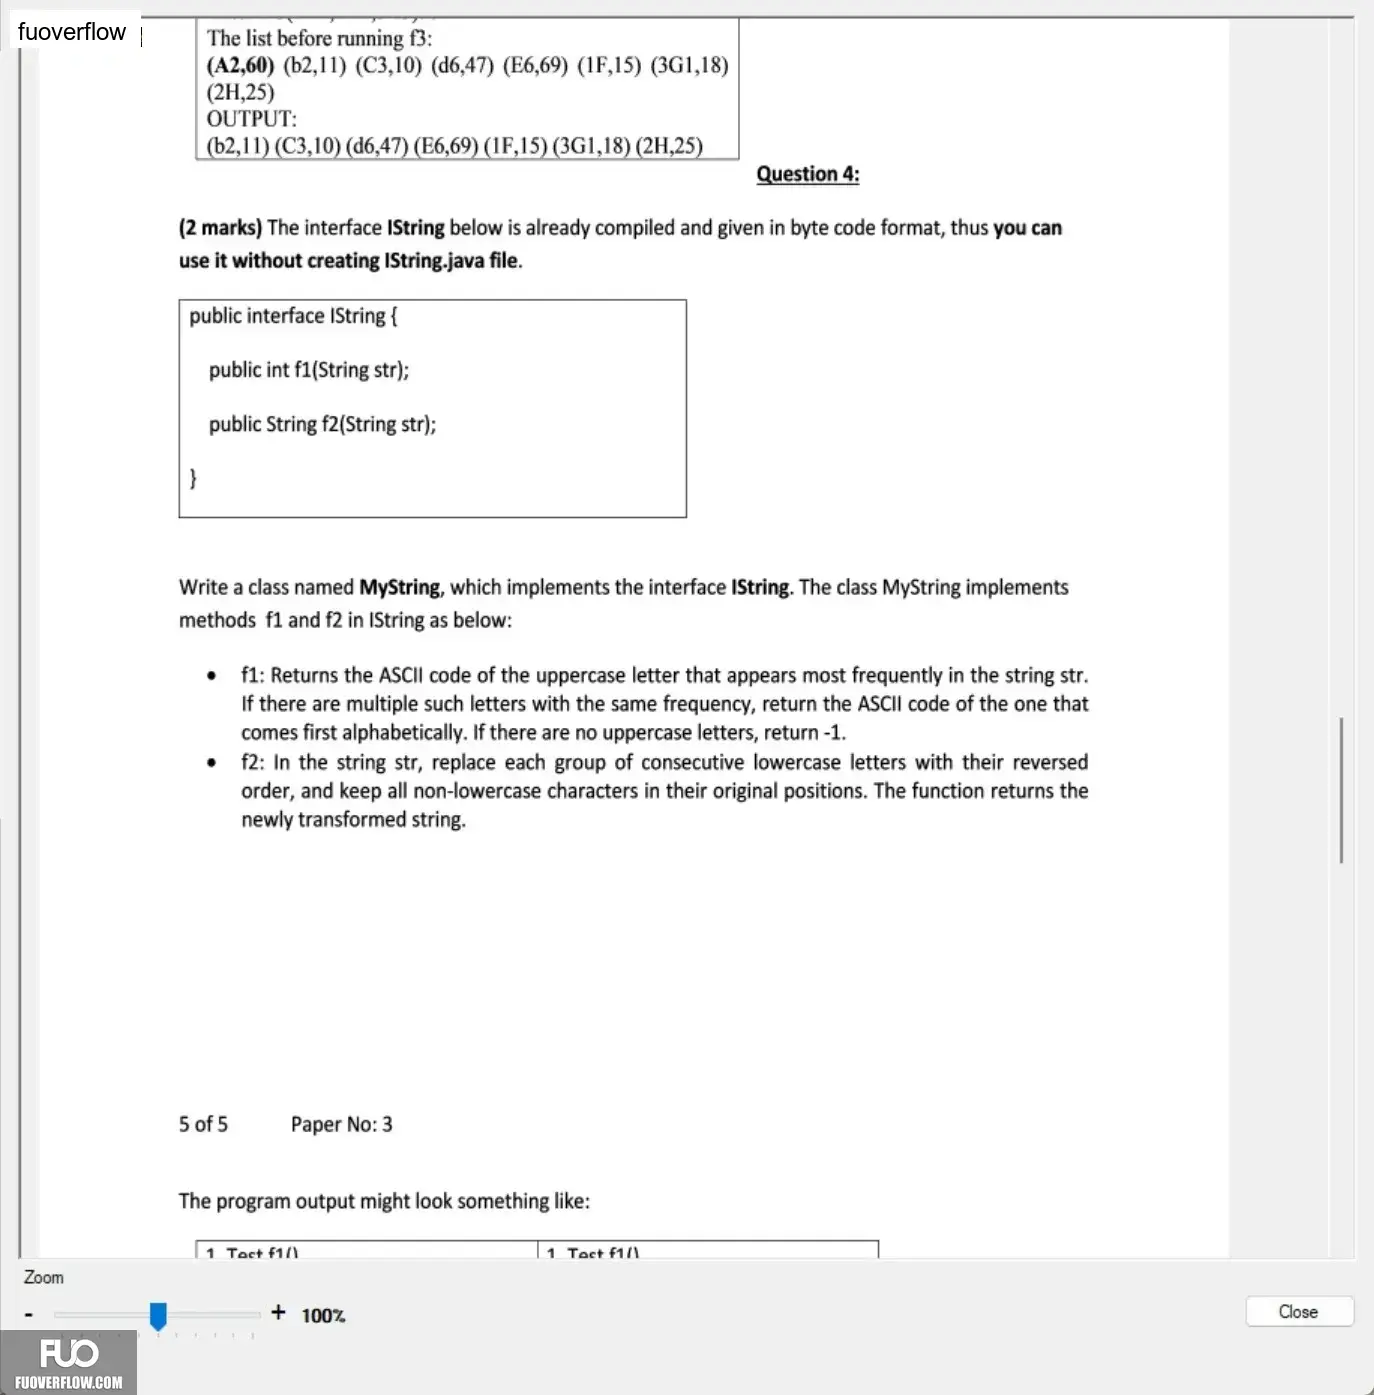 fuoverflow
The list before running f3:
(A2,60) (b2,11) (C3,10) (d6,47) (E6,69) (1F,15) (3G1,18)
(2H,25)
OUTPUT:
(b2,11) (C3,10) (d6,47) (E6,69) (1F,15) (3G1,18) (2H,25)
Question 4:
(2 marks) The interface IString below is already compiled and given in byte code format, thus you can
use it without creating IString.java file.
public interface IString {
public int f1(String str);
public String f2(String str);
}
Write a class named MyString, which implements the interface IString. The class MyString implements
methods f1 and f2 in IString as below:
• f1: Returns the ASCII code of the uppercase letter that appears most frequently in the string str.
If there are multiple such letters with the same frequency, return the ASCII code of the one that
comes first alphabetically. If there are no uppercase letters, return -1.
• f2: In the string str, replace each group of consecutive lowercase letters with their reversed
order, and keep all non-lowercase characters in their original positions. The function returns the
newly transformed string.
5 of 5 Paper No: 3
The program output might look something like:
1. Test f1() 1. Test f1()
Zoom
- + 100%
Close
FUO
FUOVERFLOW.COM